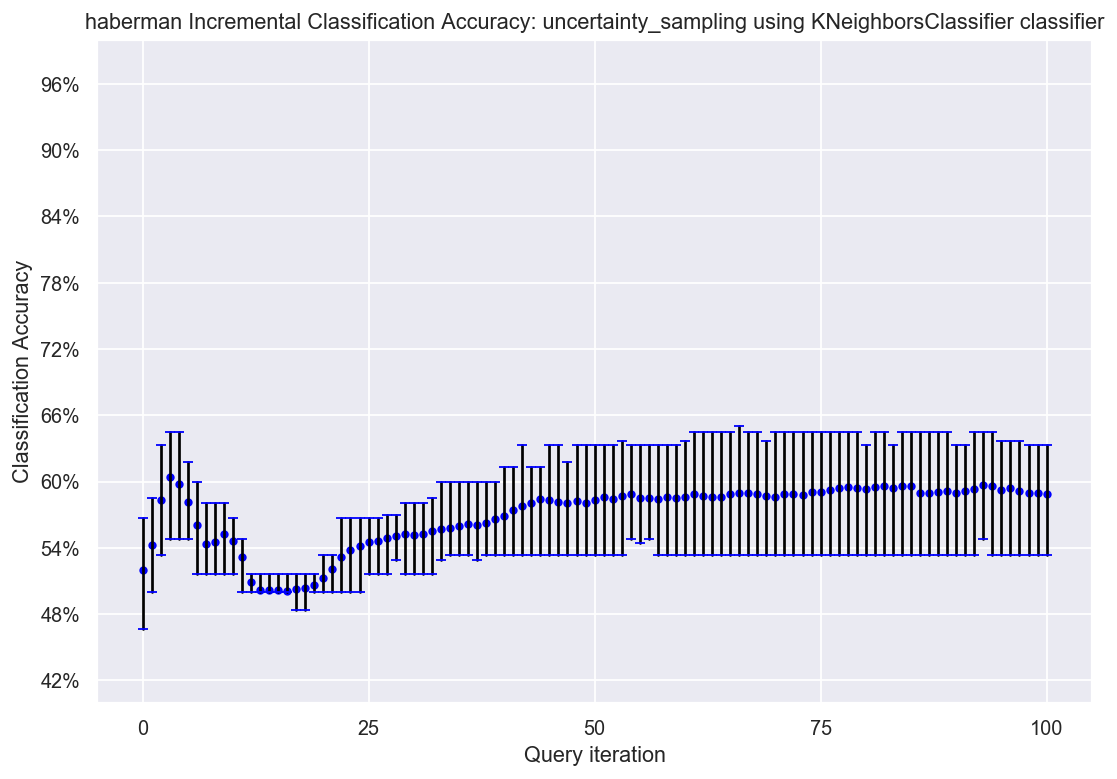 haberman Incremental Classification Accuracy: uncertainty_sampling using KNeighborsClassifier classifier
96%
90%
84%
78%
72%
66%
60%
54%
48%
42%
Classification Accuracy
0 25 50 75 100
Query iteration